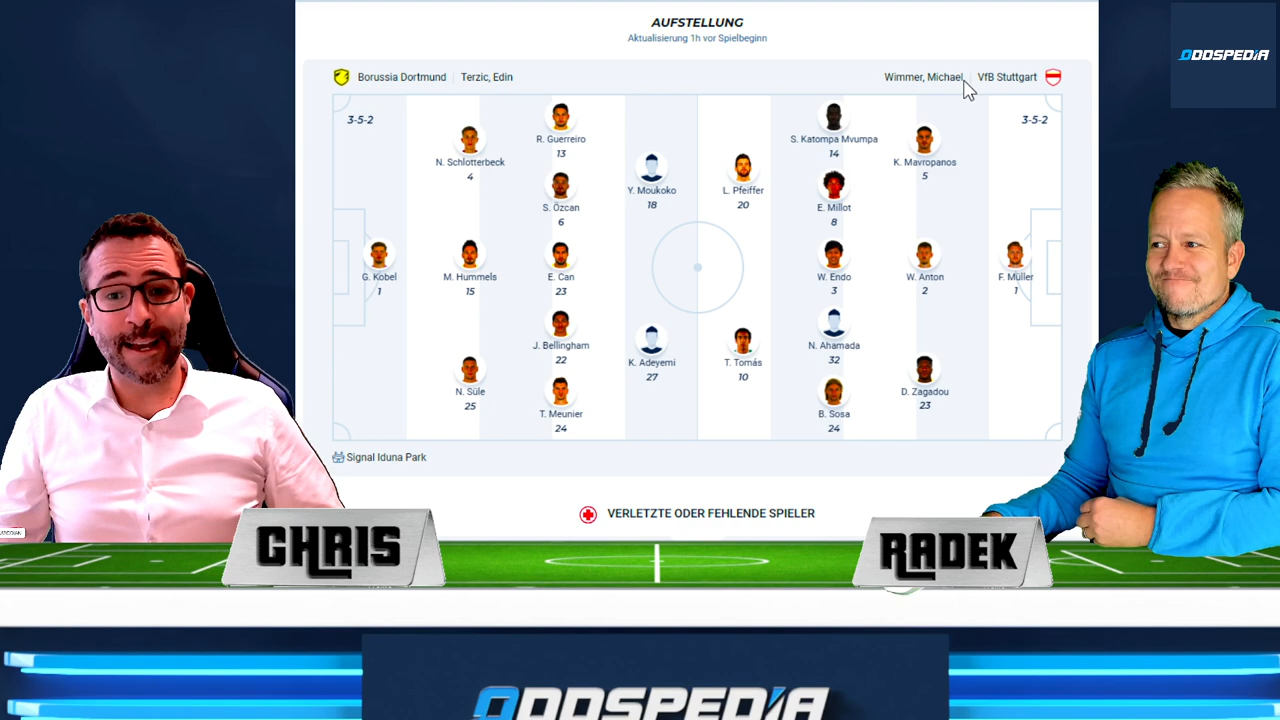 AUFSTELLUNG
Aktualisierung 1h vor Spielbeginn
ODDSPEDIA
Borussia Dortmund Terzic, Edin
Wimmer, Michael VfB Stuttgart
3-5-2
3-5-2
R. Guerreiro
13
S. Katompa Mvumpa
14
N. Schlotterbeck
4
K. Mavropanos
5
Y. Moukoko
18
L. Pfeiffer
20
S. Özcan
6
E. Millot
8
G. Kobel
1
M. Hummels
15
E. Can
23
W. Endo
3
W. Anton
2
F. Müller
1
J. Bellingham
22
N. Ahamada
32
K. Adeyemi
27
T. Tomás
10
N. Süle
25
D. Zagadou
23
T. Meunier
24
B. Sosa
24
Signal Iduna Park
VERLETZTE ODER FEHLENDE SPIELER
CHRIS
RADEK
ODDSPEDIA